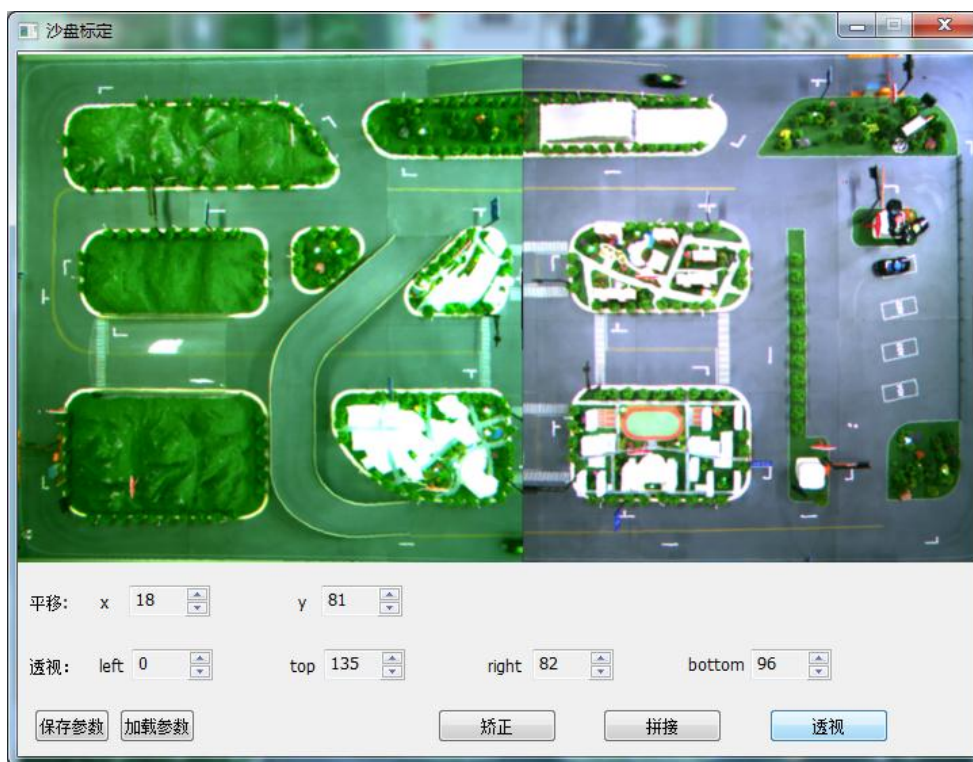 沙盘标定
平移: x 18 y 81
透视: left 0 top 135 right 82 bottom 96
保存参数 加载参数 矫正 拼接 透视